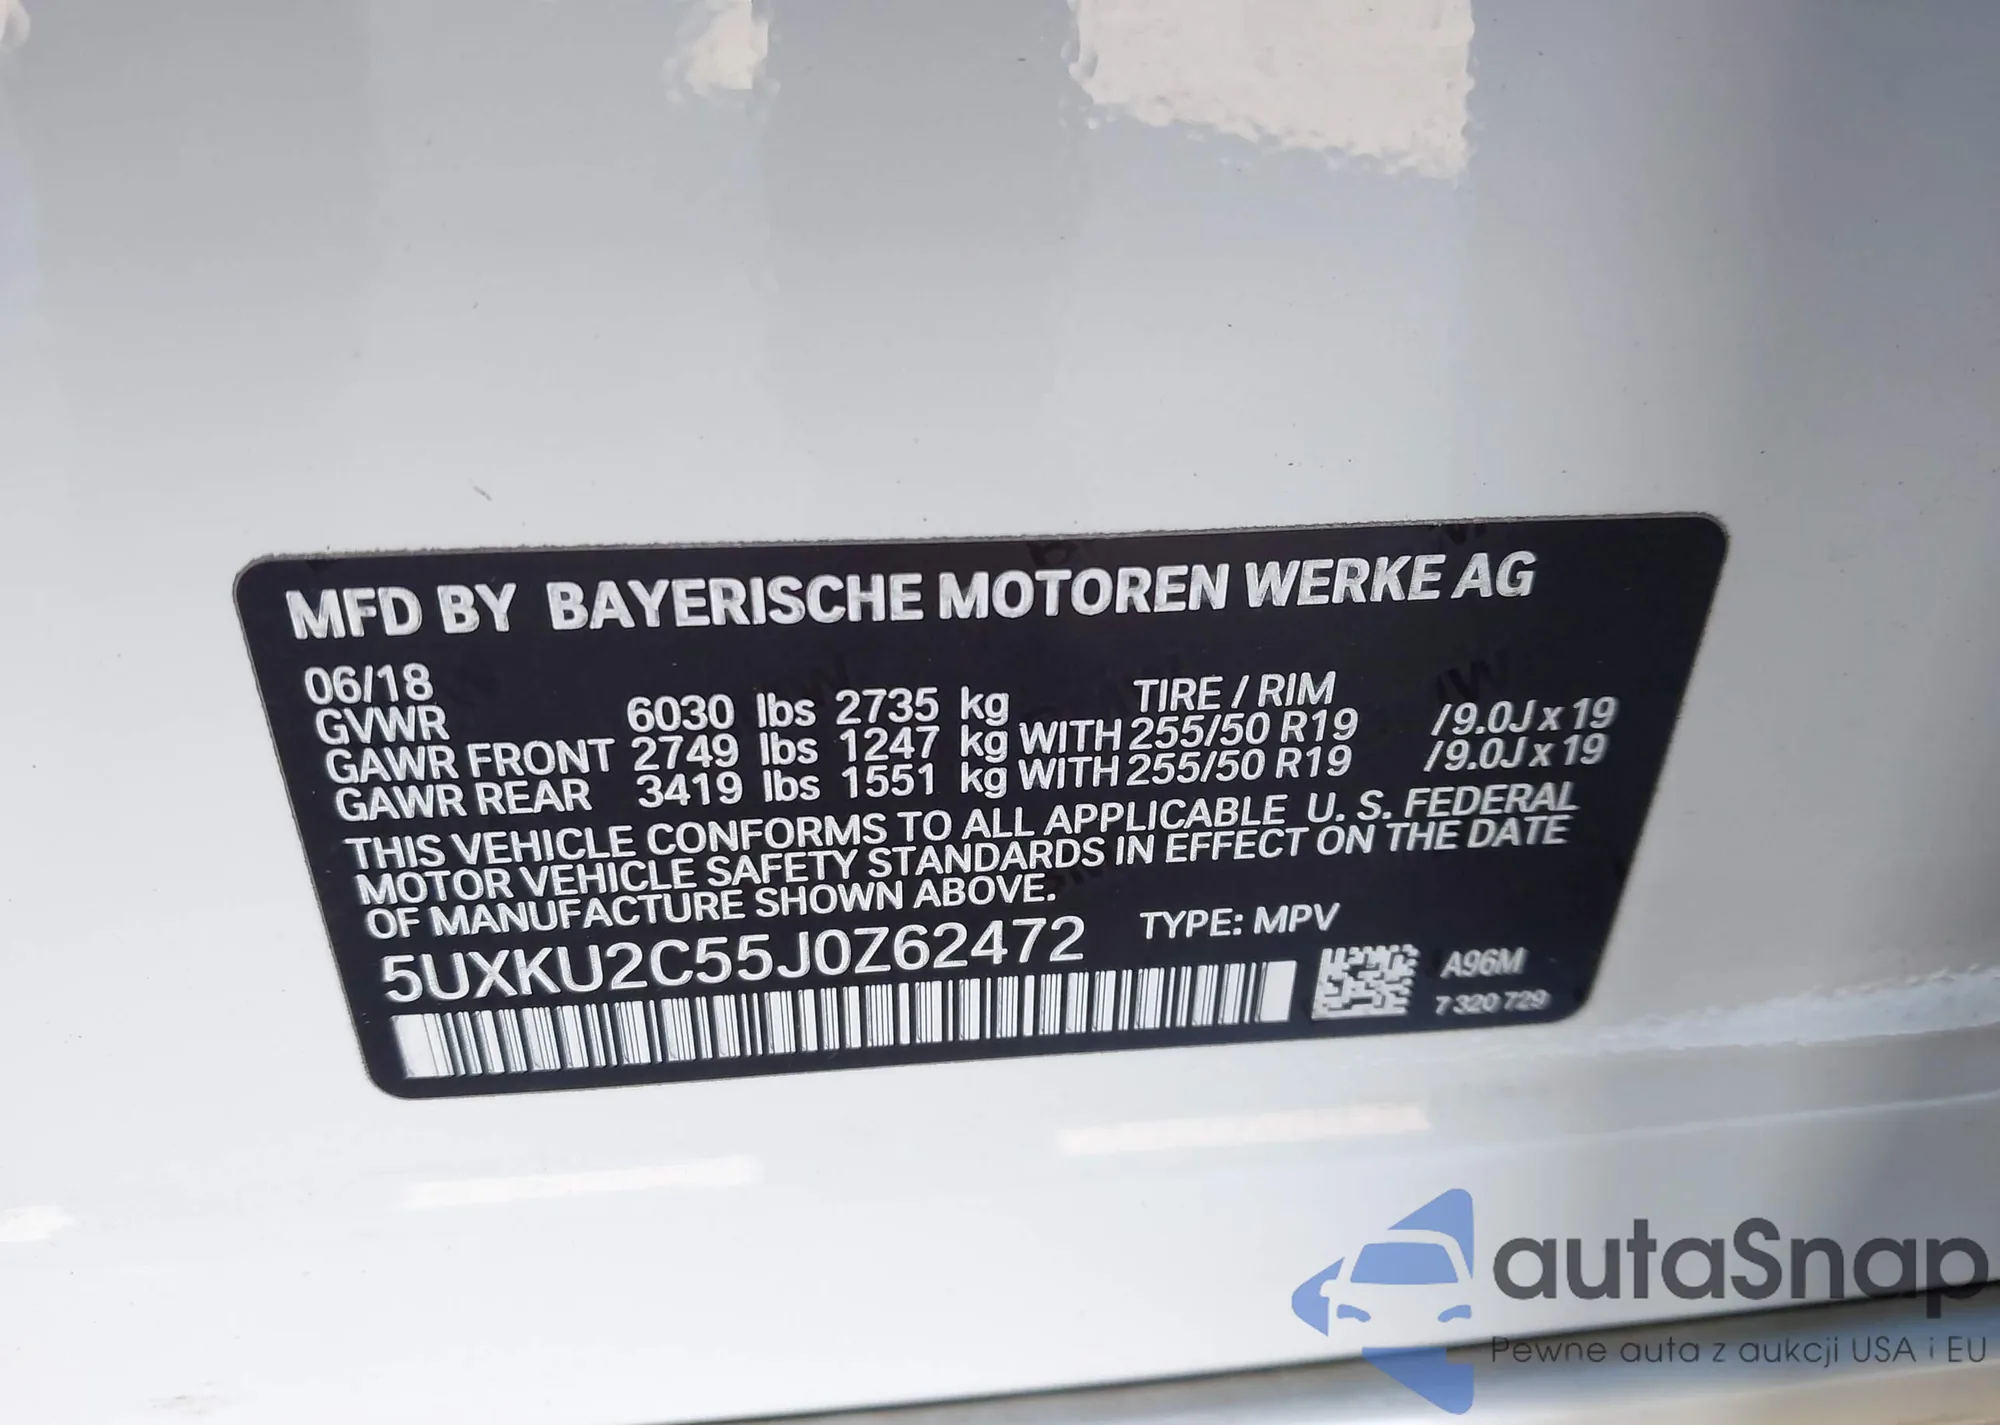 MFD BY BAYERISCHE MOTOREN WERKE AG
06/18 TIRE / RIM
GVWR 6030 lbs 2735 kg
GAWR FRONT 2749 lbs 1247 kg WITH 255/50 R19 /9.0J x 19
GAWR REAR 3419 lbs 1551 kg WITH 255/50 R19 /9.0J x 19
THIS VEHICLE CONFORMS TO ALL APPLICABLE U. S. FEDERAL
MOTOR VEHICLE SAFETY STANDARDS IN EFFECT ON THE DATE
OF MANUFACTURE SHOWN ABOVE.
5UXKU2C55J0Z62472 TYPE: MPV
A96M
7 320 729
autaSnap
Pewne auta z aukcji USA i EU